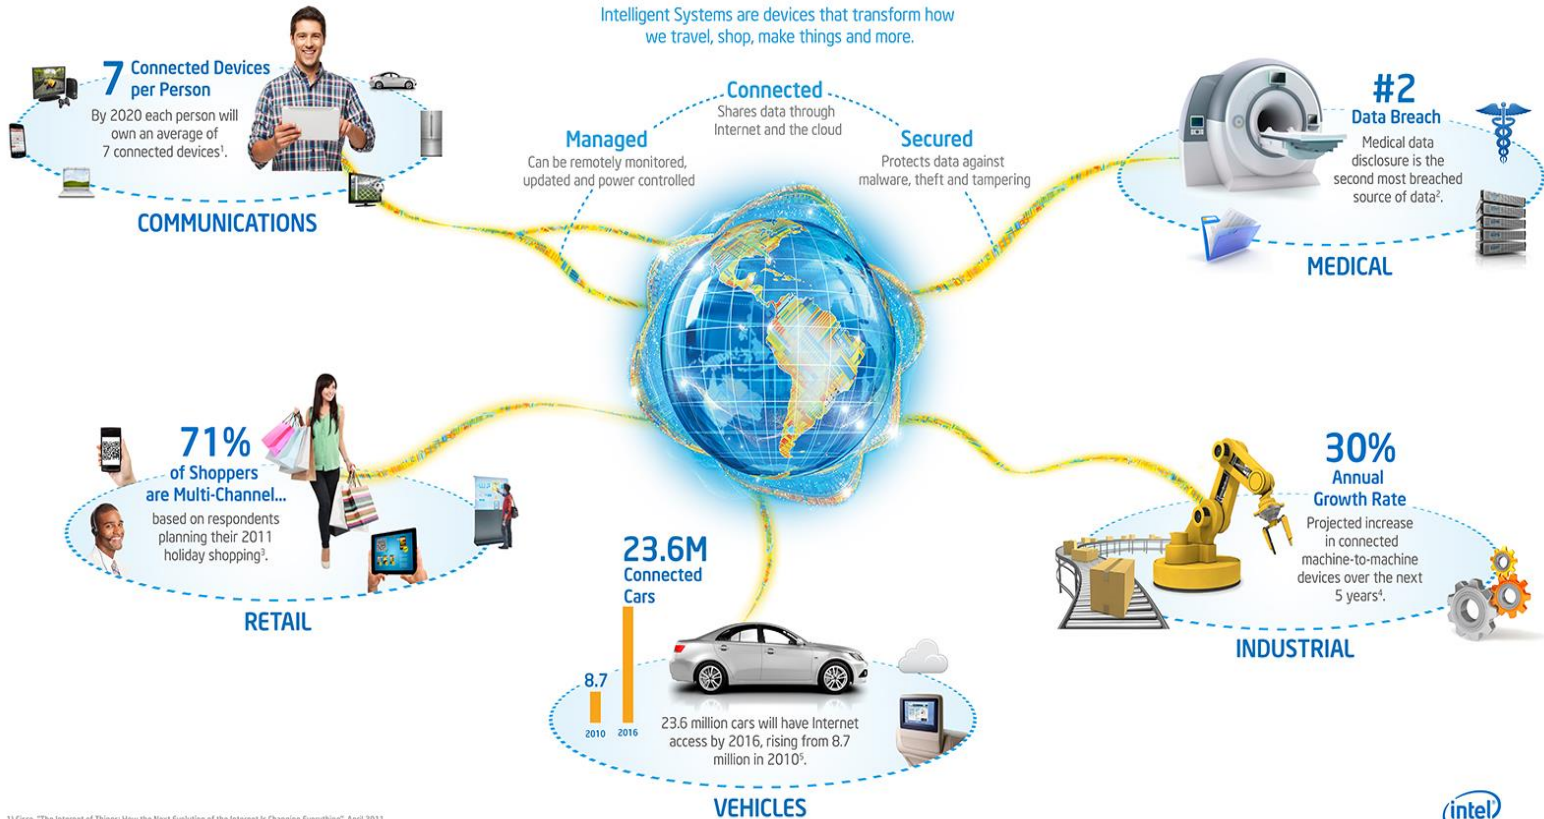 Intelligent Systems are devices that transform how
we travel, shop, make things and more.
Connected
Shares data through
Internet and the cloud
Managed
Can be remotely monitored,
updated and power controlled
Secured
Protects data against
malware, theft and tampering
7 Connected Devices
per Person
By 2020 each person will
own an average of
7 connected devices¹.
COMMUNICATIONS
#2
Data Breach
Medical data
disclosure is the
second most breached
source of data².
MEDICAL
71%
of Shoppers
are Multi-Channel...
based on respondents
planning their 2011
holiday shopping³.
RETAIL
23.6M
Connected
Cars
8.7
2010 2016
23.6 million cars will have Internet
access by 2016, rising from 8.7
million in 2010⁵.
VEHICLES
30%
Annual
Growth Rate
Projected increase
in connected
machine-to-machine
devices over the next
5 years⁴.
INDUSTRIAL
intel